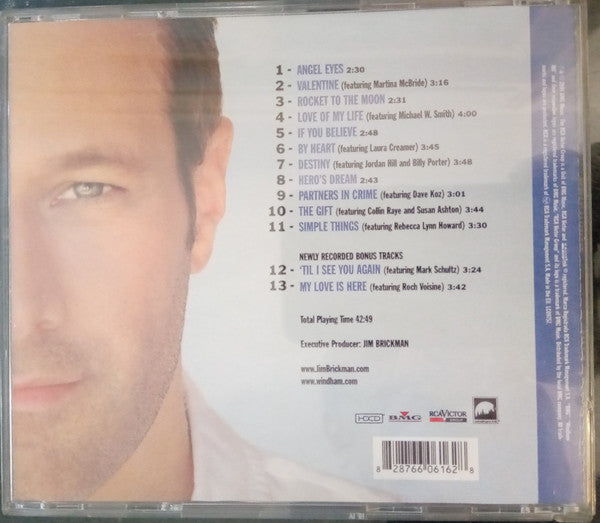 1 - ANGEL EYES 2:30
2 - VALENTINE (featuring Martina McBride) 3:16
3 - ROCKET TO THE MOON 2:31
4 - LOVE OF MY LIFE (featuring Michael W. Smith) 4:00
5 - IF YOU BELIEVE 2:48
6 - BY HEART (featuring Laura Creamer) 3:45
7 - DESTINY (featuring Jordan Hill and Billy Porter) 3:48
8 - HERO'S DREAM 2:43
9 - PARTNERS IN CRIME (featuring Dave Koz) 3:01
10 - THE GIFT (featuring Collin Raye and Susan Ashton) 3:44
11 - SIMPLE THINGS (featuring Rebecca Lynn Howard) 3:30
NEWLY RECORDED BONUS TRACKS
12 - 'TIL I SEE YOU AGAIN (featuring Mark Schultz) 3:24
13 - MY LOVE IS HERE (featuring Roch Voisine) 3:42
Total Playing Time 42:49
Executive Producer: JIM BRICKMAN
www.JimBrickman.com
www.windham.com
HDCD BMG RCA VICTOR
8 28766 06162 8